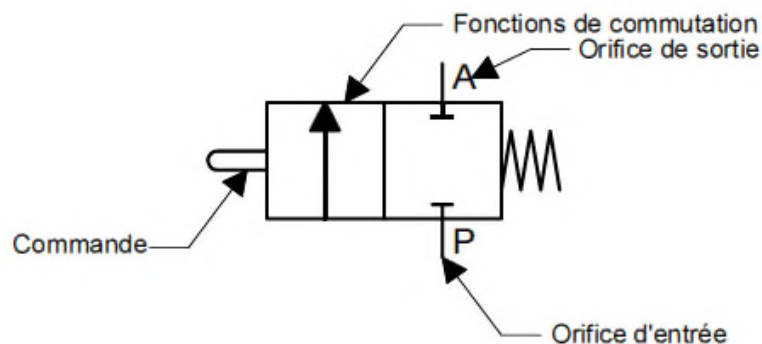 Fonctions de commutation
Orifice de sortie
A
Commande
P
Orifice d'entrée